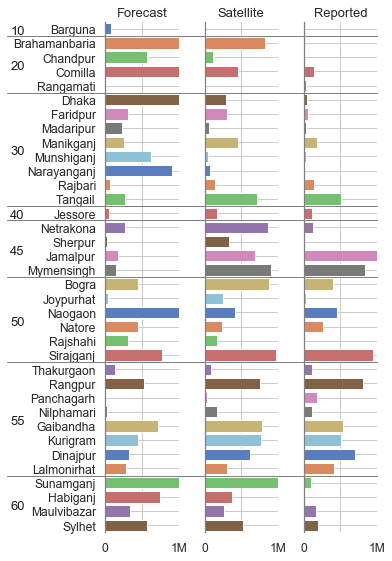 Forecast Satellite Reported
10 Barguna
Brahamanbaria
20 Chandpur
Comilla
Rangamati
Dhaka
Faridpur
Madaripur
30 Manikganj
Munshiganj
Narayanganj
Rajbari
Tangail
40 Jessore
Netrakona
Sherpur
45 Jamalpur
Mymensingh
Bogra
Joypurhat
50 Naogaon
Natore
Rajshahi
Sirajganj
Thakurgaon
Rangpur
Panchagarh
55 Nilphamari
Gaibandha
Kurigram
Dinajpur
Lalmonirhat
Sunamganj
60 Habiganj
Maulvibazar
Sylhet
0 1M 0 1M 0 1M